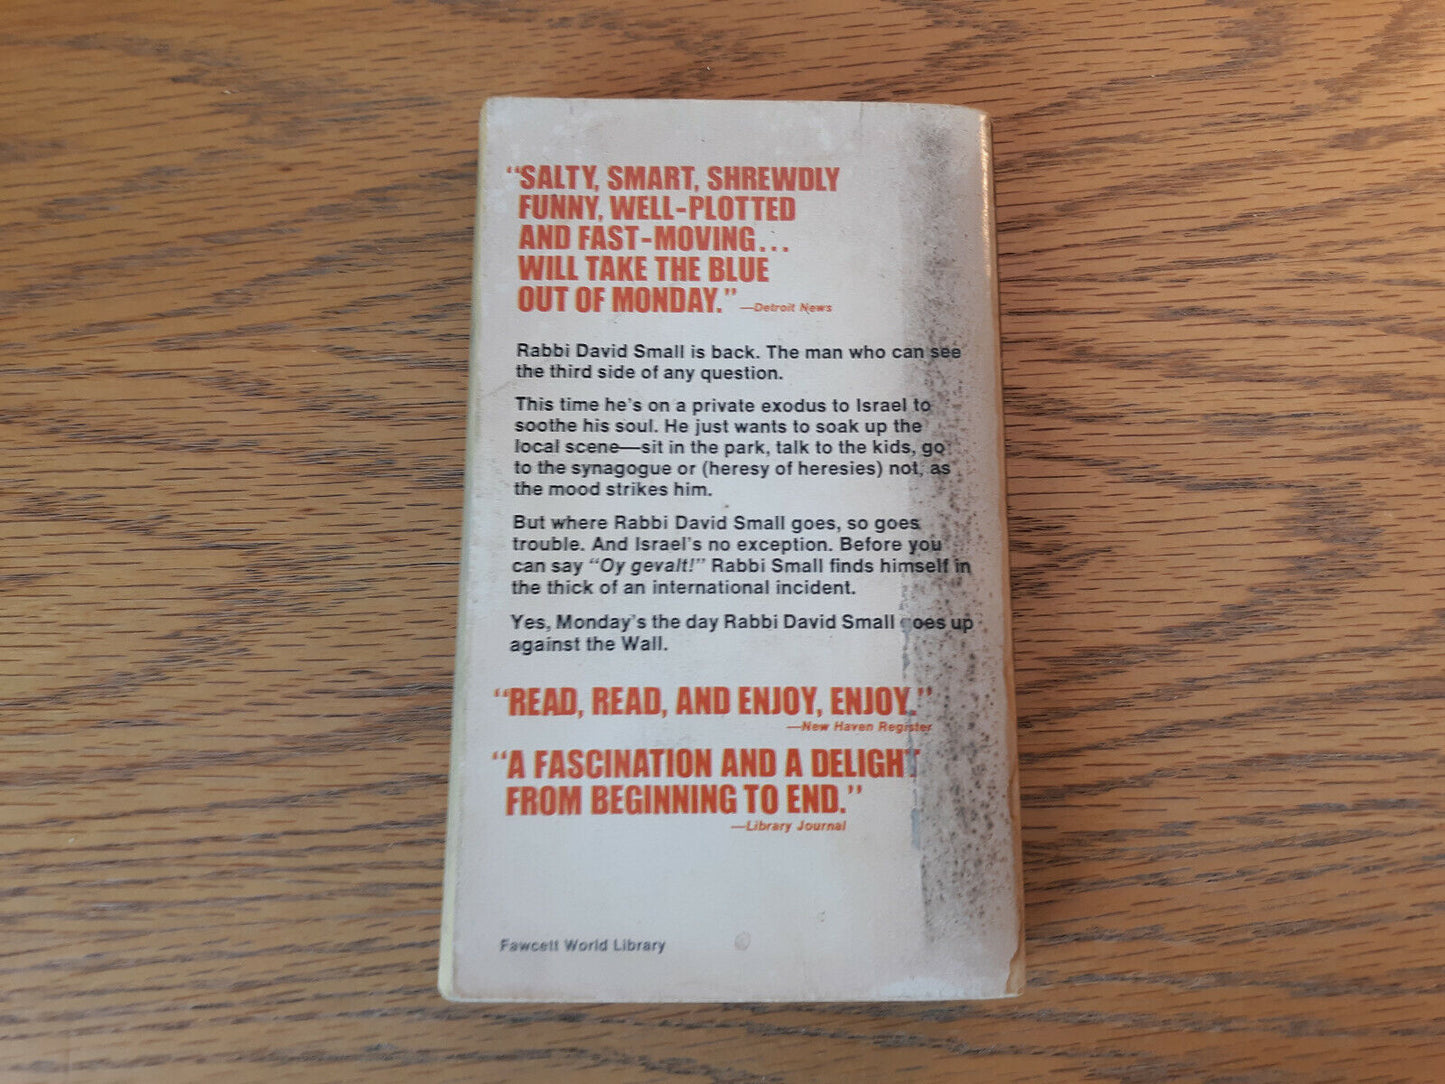 “SALTY, SMART, SHREWDLY
FUNNY, WELL-PLOTTED
AND FAST-MOVING...
WILL TAKE THE BLUE
OUT OF MONDAY.” —Detroit News
Rabbi David Small is back. The man who can see
the third side of any question.
This time he's on a private exodus to Israel to
soothe his soul. He just wants to soak up the
local scene—sit in the park, talk to the kids, go
to the synagogue or (heresy of heresies) not, as
the mood strikes him.
But where Rabbi David Small goes, so goes
trouble. And Israel's no exception. Before you
can say “Oy gevalt!” Rabbi Small finds himself in
the thick of an international incident.
Yes, Monday's the day Rabbi David Small goes up
against the Wall.
“READ, READ, AND ENJOY, ENJOY.”
—New Haven Register
“A FASCINATION AND A DELIGHT
FROM BEGINNING TO END.”
—Library Journal
Fawcett World Library